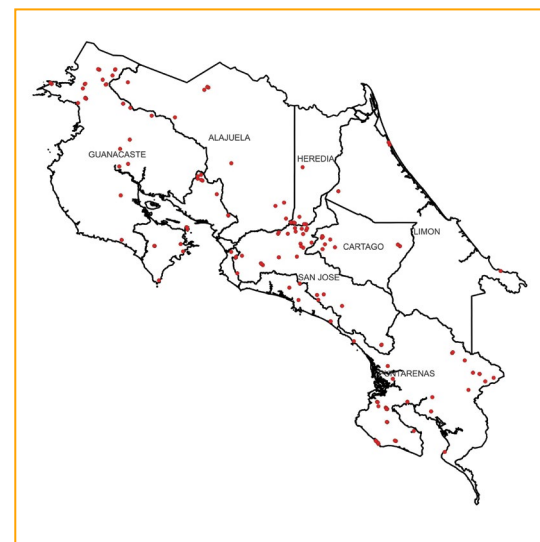 ALAJUELA
GUANACASTE
HEREDIA
LIMON
CARTAGO
SAN JOSE
PUNTARENAS